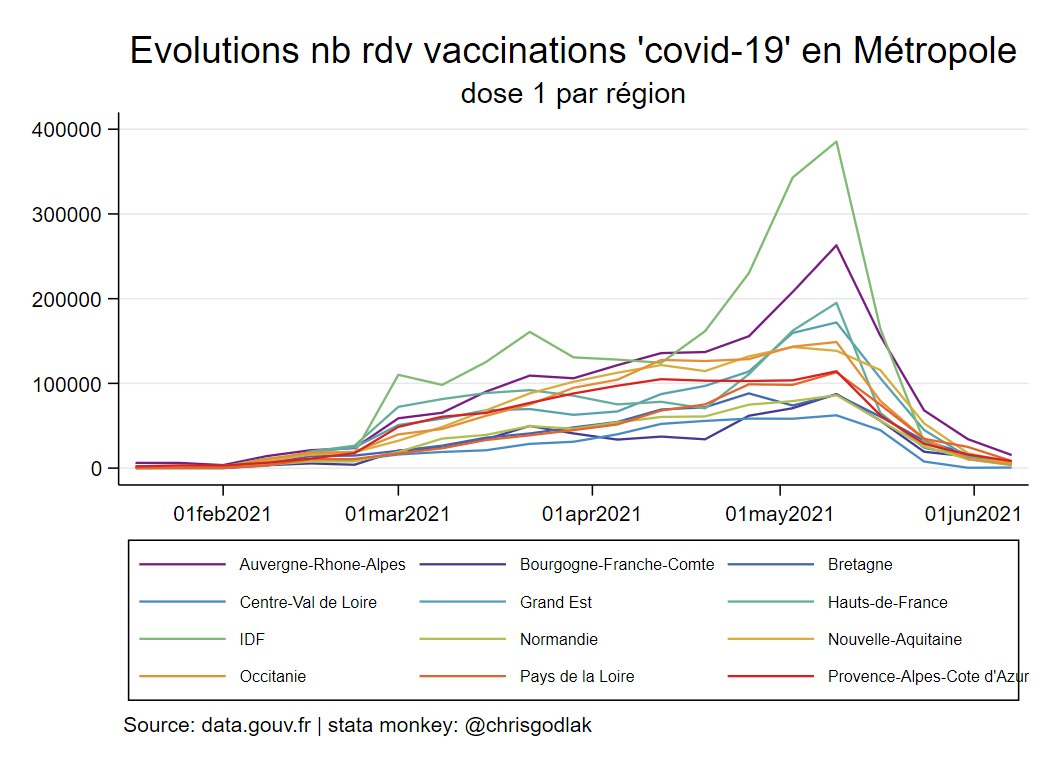 Evolutions nb rdv vaccinations 'covid-19' en Métropole
dose 1 par région
400000
300000
200000
100000
0
01feb2021 01mar2021 01apr2021 01may2021 01jun2021
Auvergne-Rhone-Alpes Bourgogne-Franche-Comte Bretagne
Centre-Val de Loire Grand Est Hauts-de-France
IDF Normandie Nouvelle-Aquitaine
Occitanie Pays de la Loire Provence-Alpes-Cote d'Azur
Source: data.gouv.fr | stata monkey: @chrisgodlak